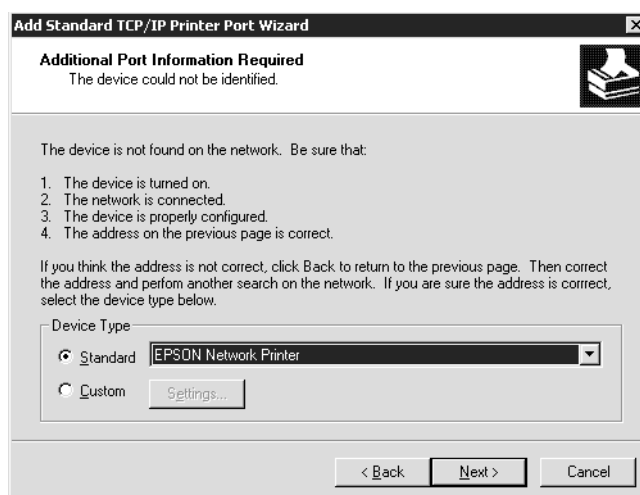 Add Standard TCP/IP Printer Port Wizard
Additional Port Information Required
The device could not be identified.
The device is not found on the network.  Be sure that:
1.  The device is turned on.
2.  The network is connected.
3.  The device is properly configured.
4.  The address on the previous page is correct.
If you think the address is not correct, click Back to return to the previous page.  Then correct
the address and perfom another search on the network.  If you are sure the address is corrrect,
select the device type below.
Device Type
Standard EPSON Network Printer
Custom Settings...
< Back Next > Cancel